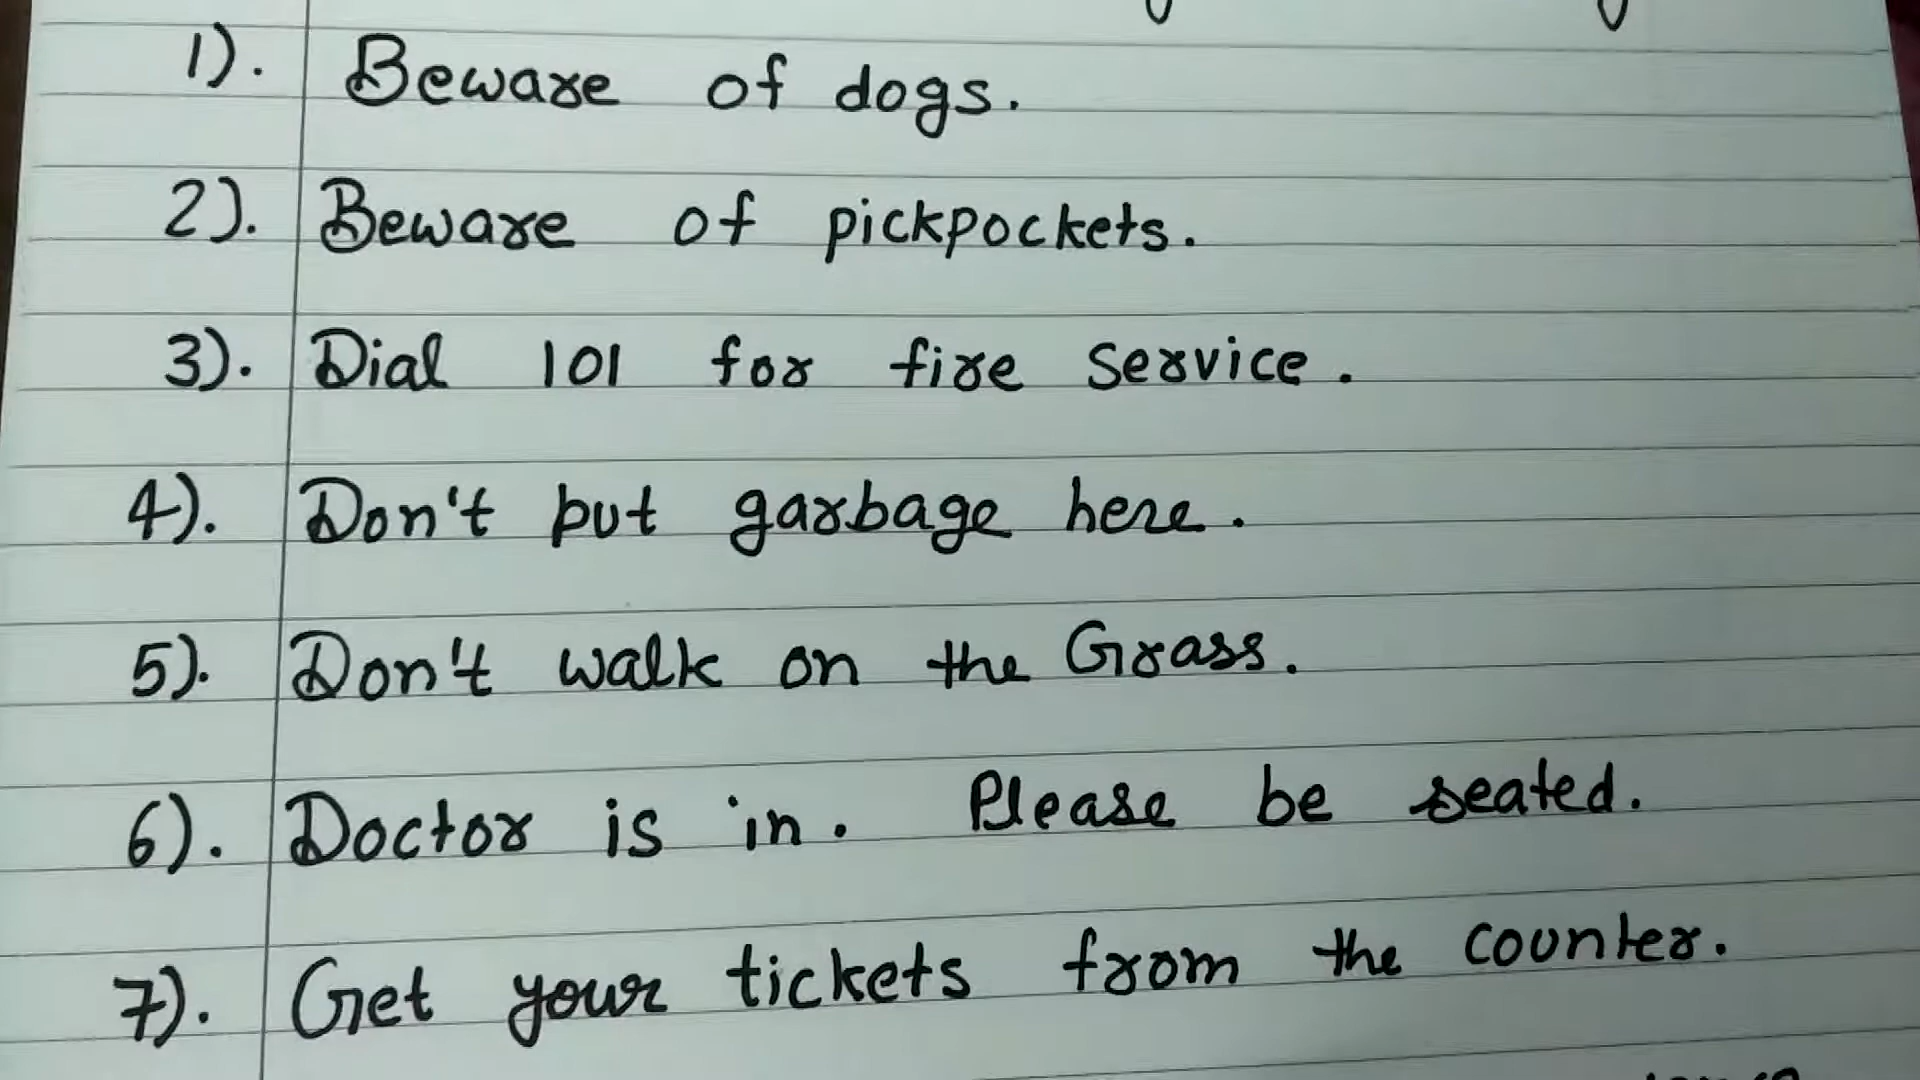 1). Beware of dogs.
2). Beware of pickpockets.
3). Dial 101 for fire service.
4). Don't put garbage here.
5). Don't walk on the Grass.
6). Doctor is in. Please be seated.
7). Get your tickets from the counter.